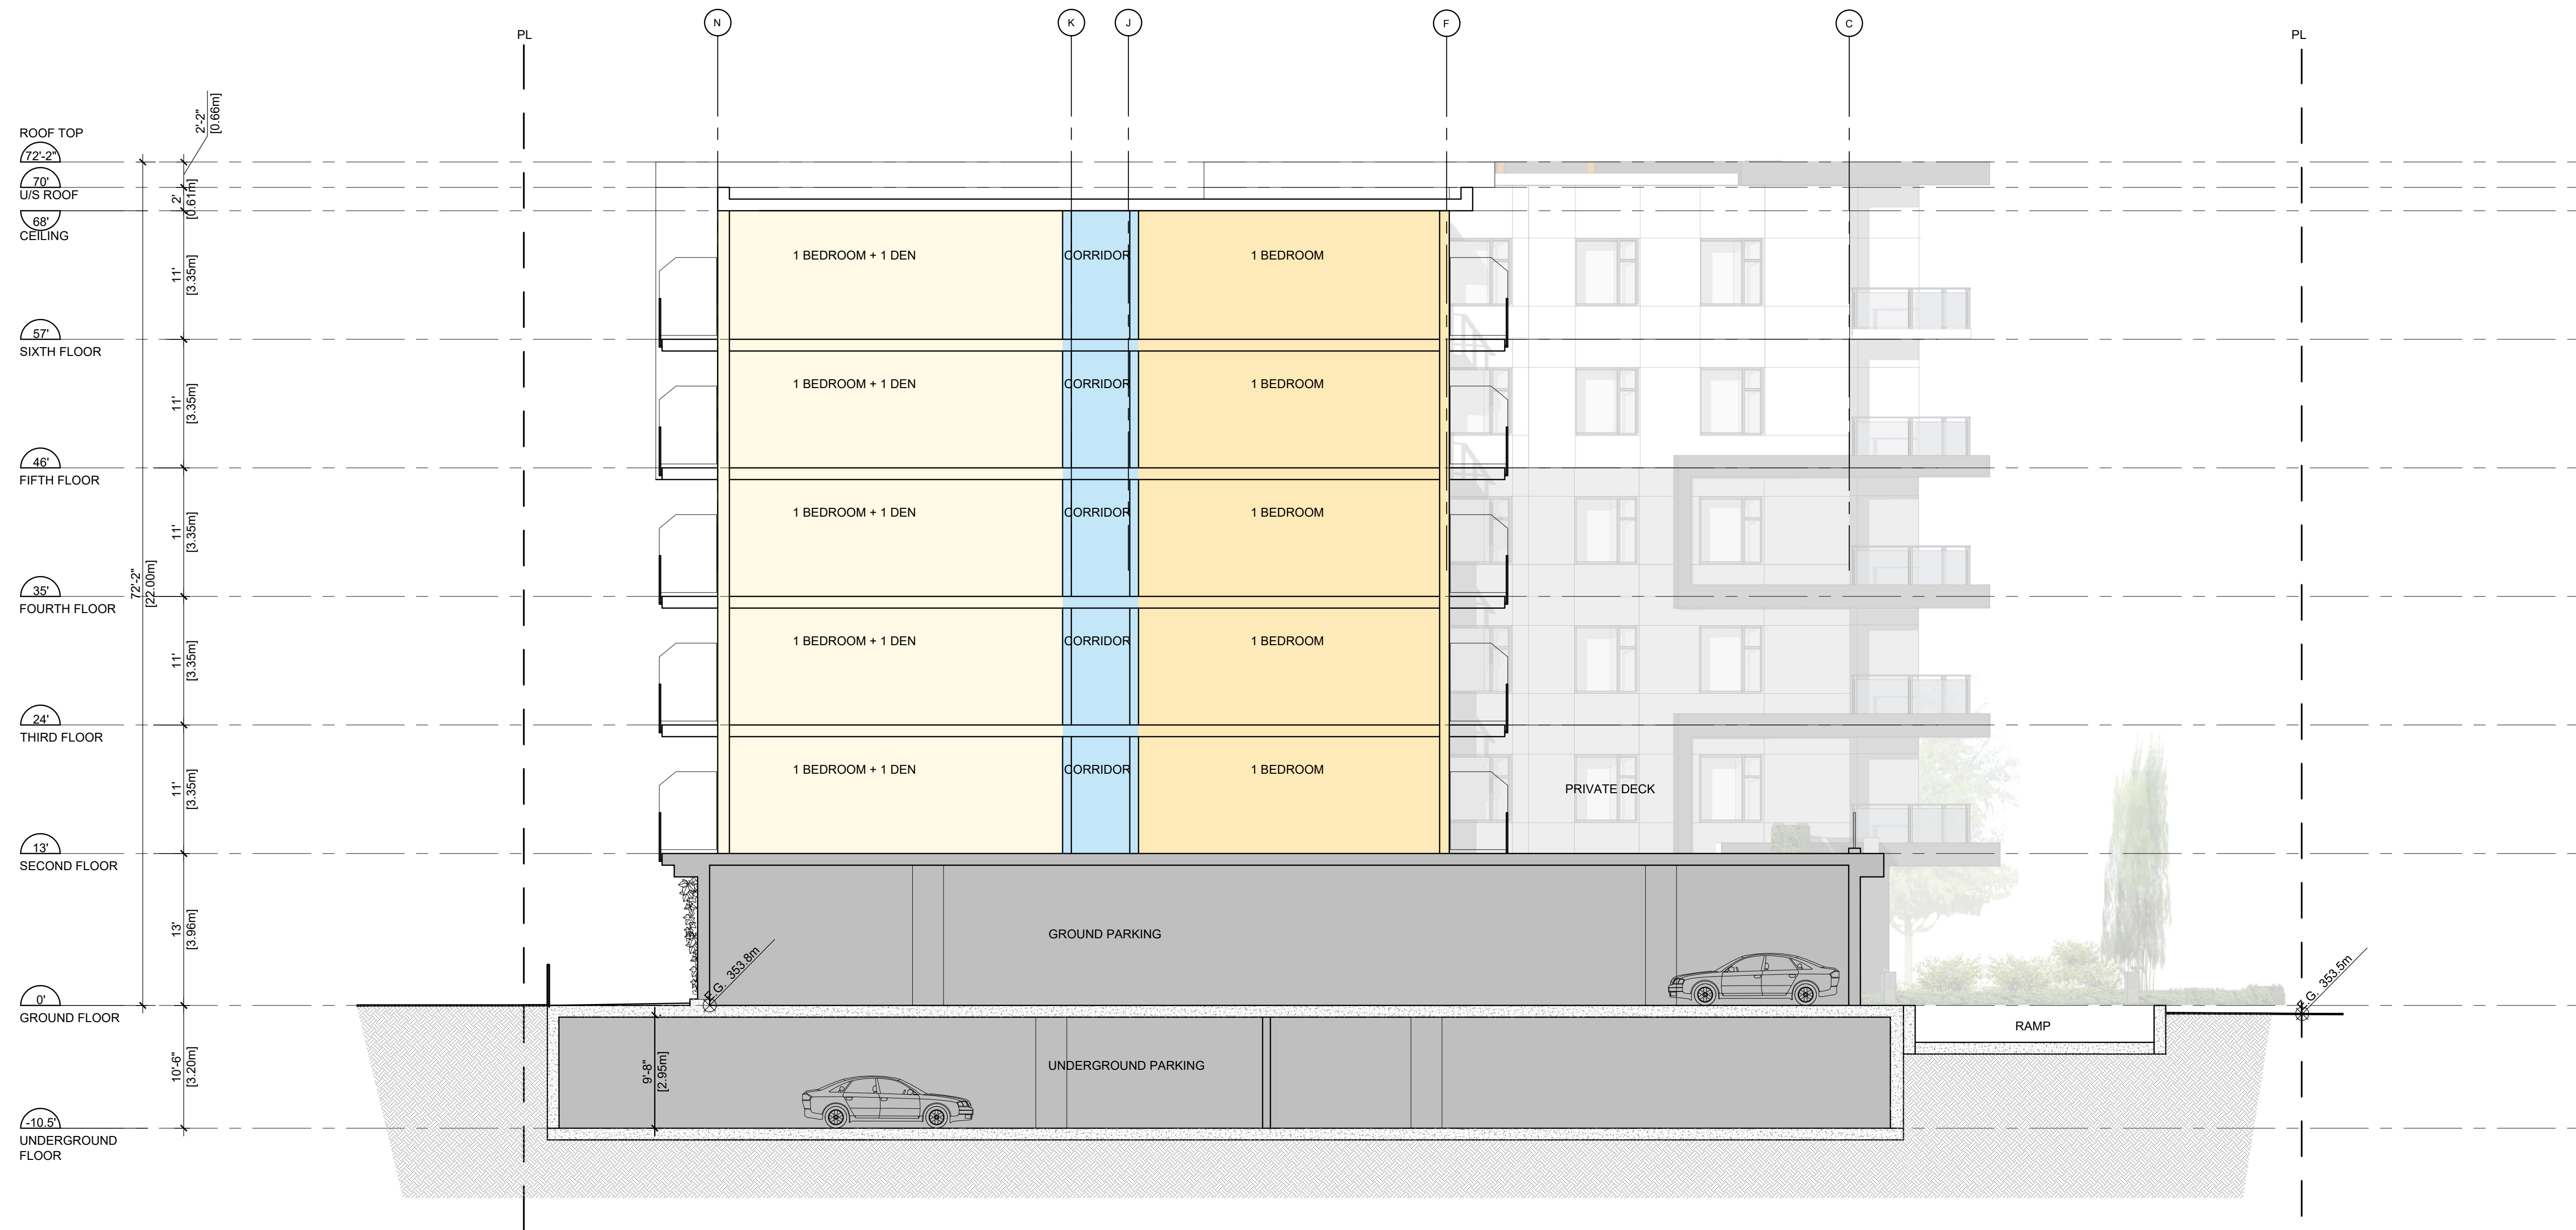 N
K
J
F
C
PL
PL
2'-2"
[0.66m]
ROOF TOP
72'-2"
70'
U/S ROOF
2'
[0.61m]
68'
CEILING
1 BEDROOM + 1 DEN
CORRIDOR
1 BEDROOM
11'
[3.35m]
57'
SIXTH FLOOR
1 BEDROOM + 1 DEN
CORRIDOR
1 BEDROOM
11'
[3.35m]
46'
FIFTH FLOOR
1 BEDROOM + 1 DEN
CORRIDOR
1 BEDROOM
11'
[3.35m]
72'-2"
[22.00m]
35'
FOURTH FLOOR
1 BEDROOM + 1 DEN
CORRIDOR
1 BEDROOM
11'
[3.35m]
24'
THIRD FLOOR
1 BEDROOM + 1 DEN
CORRIDOR
1 BEDROOM
11'
[3.35m]
PRIVATE DECK
13'
SECOND FLOOR
13'
[3.96m]
GROUND PARKING
E.G. 353.8m
E.G. 353.5m
0'
GROUND FLOOR
RAMP
10'-6"
[3.20m]
9'-8"
[2.95m]
UNDERGROUND PARKING
-10.5'
UNDERGROUND
FLOOR